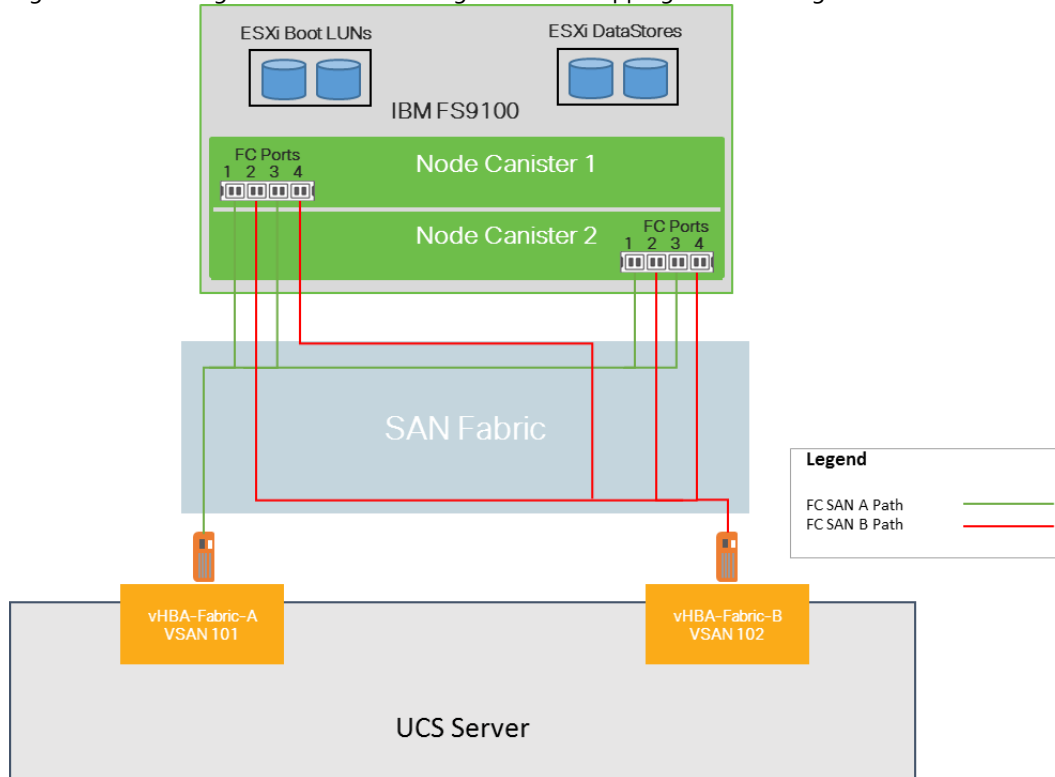 ESXi Boot LUNs
ESXi DataStores
IBM FS9100
FC Ports
1 2 3 4
Node Canister 1
Node Canister 2
FC Ports
1 2 3 4
SAN Fabric
Legend
FC SAN A Path
FC SAN B Path
vHBA-Fabric-A
VSAN 101
vHBA-Fabric-B
VSAN 102
UCS Server